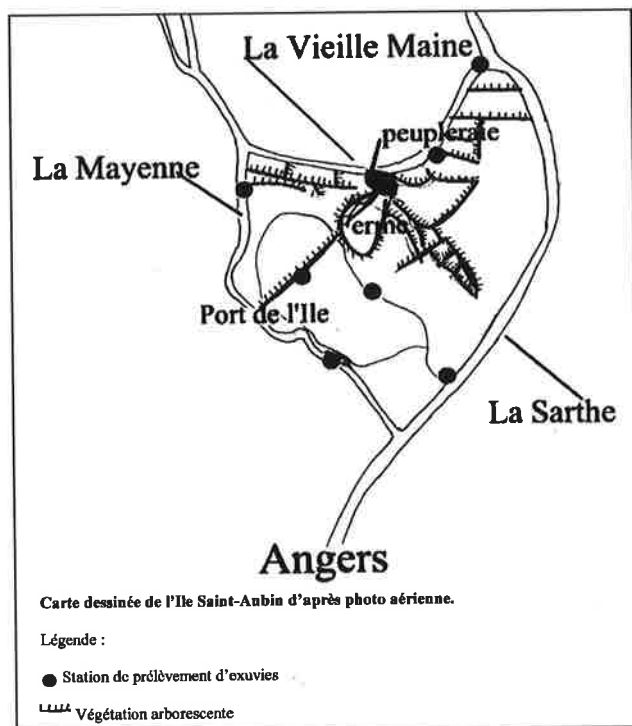 La Vieille Maine
peupleraie
La Mayenne
Ferme
Port de l'Ile
La Sarthe
Angers
Carte dessinée de l'Ile Saint-Aubin d'après photo aérienne.
Légende :
Station de prélèvement d'exuvies
Végétation arborescente